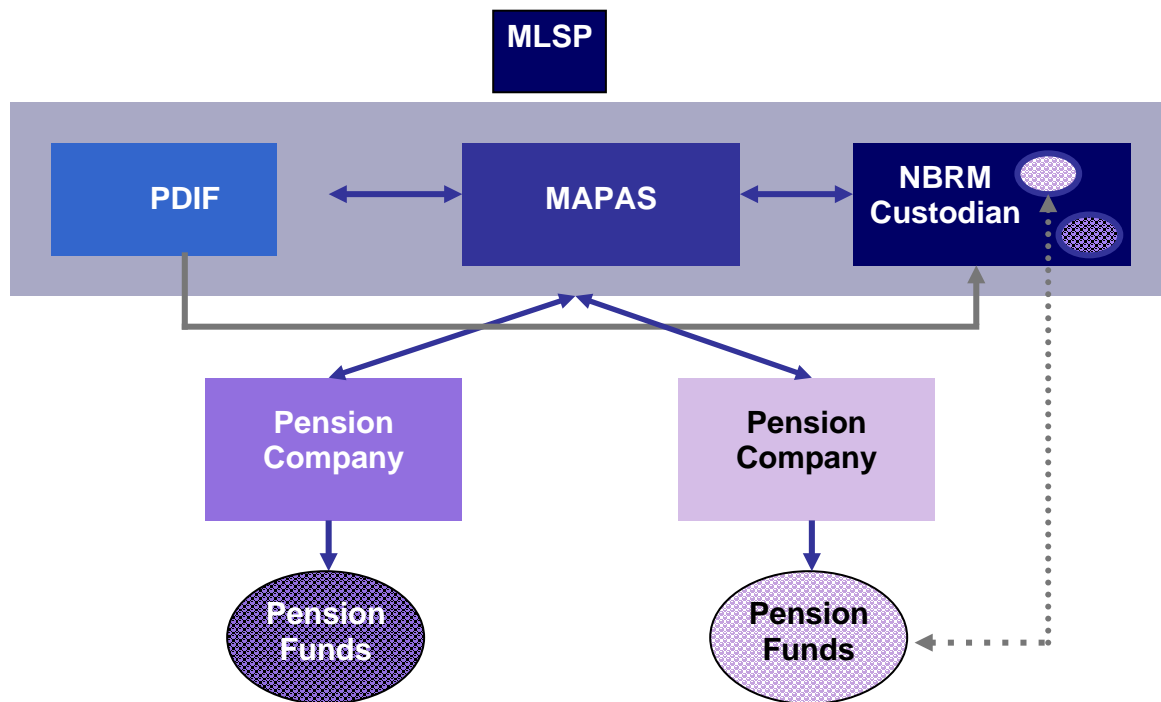 MLSP
PDIF
MAPAS
NBRM
Custodian
Pension
Company
Pension
Company
Pension
Funds
Pension
Funds